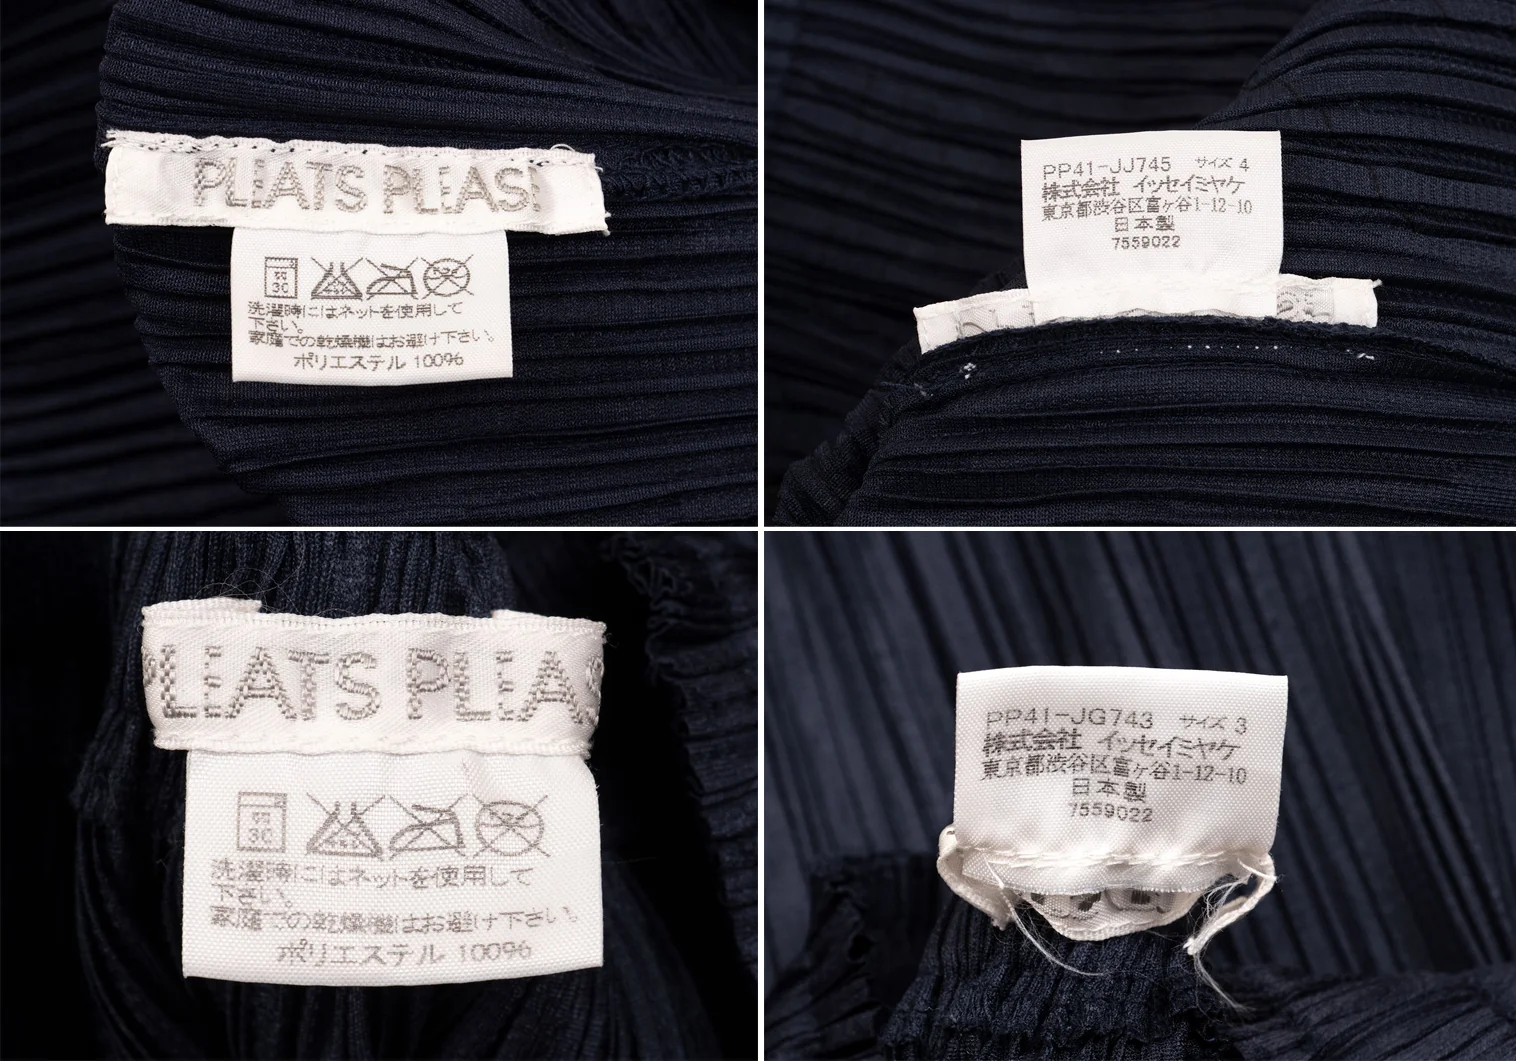 PLEATS PLEASE
弱
30
洗濯時にはネットを使用して
下さい。
家庭での乾燥機はお避け下さい。
ポリエステル 100%
PP41-JJ745 サイズ 4
株式会社 イッセイミヤケ
東京都渋谷区富ヶ谷1-12-10
日本製
7559022
PLEATS PLEAS
弱
30
洗濯時にはネットを使用して
下さい。
家庭での乾燥機はお避け下さい。
ポリエステル 100%
PP41-JG743 サイズ 3
株式会社 イッセイミヤケ
東京都渋谷区富ヶ谷1-12-10
日本製
7559022